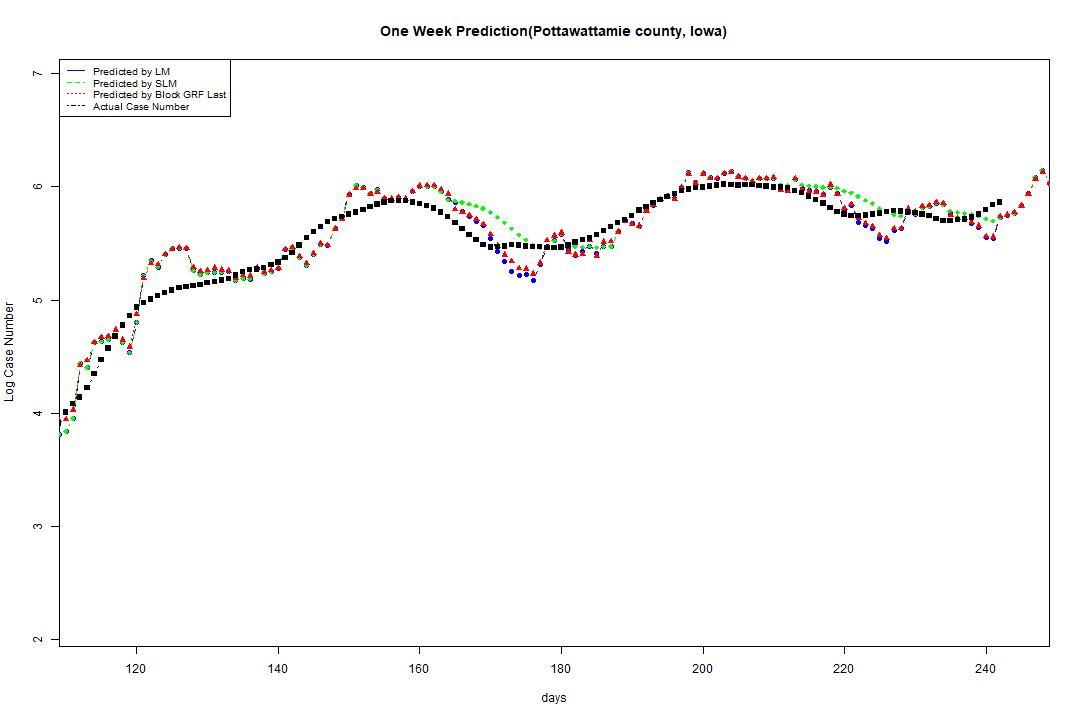 One Week Prediction(Pottawattamie county, Iowa)
Predicted by LM
Predicted by SLM
Predicted by Block GRF Last
Actual Case Number
7
6
5
4
3
2
Log Case Number
120 140 160 180 200 220 240
days